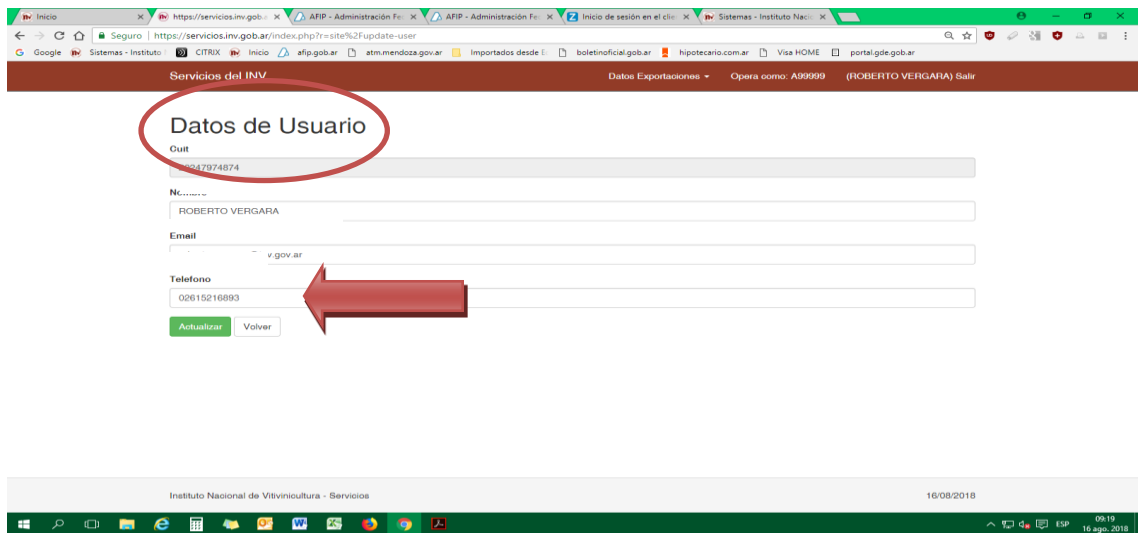 Inicio
https://servicios.inv.gob.a
AFIP - Administración Fe
AFIP - Administración Fe
Inicio de sesión en el clie
Sistemas - Instituto Naci
Seguro | https://servicios.inv.gob.ar/index.php?r=site%2Fupdate-user
Google Sistemas - Instituto CITRIX Inicio afip.gob.ar atm.mendoza.gov.ar Importados desde boletinoficial.gob.ar hipotecario.com.ar Visa HOME portal.gde.gob.ar
Servicios del INV Datos Exportaciones Opera como: A99999 (ROBERTO VERGARA) Salir
Datos de Usuario
Cuit
247974874
ROBERTO VERGARA
Email
v.gov.ar
Telefono
02615216893
Actualizar Volver
Instituto Nacional de Vitivinicultura - Servicios 16/08/2018
ESP 09:19
16 ago. 2018